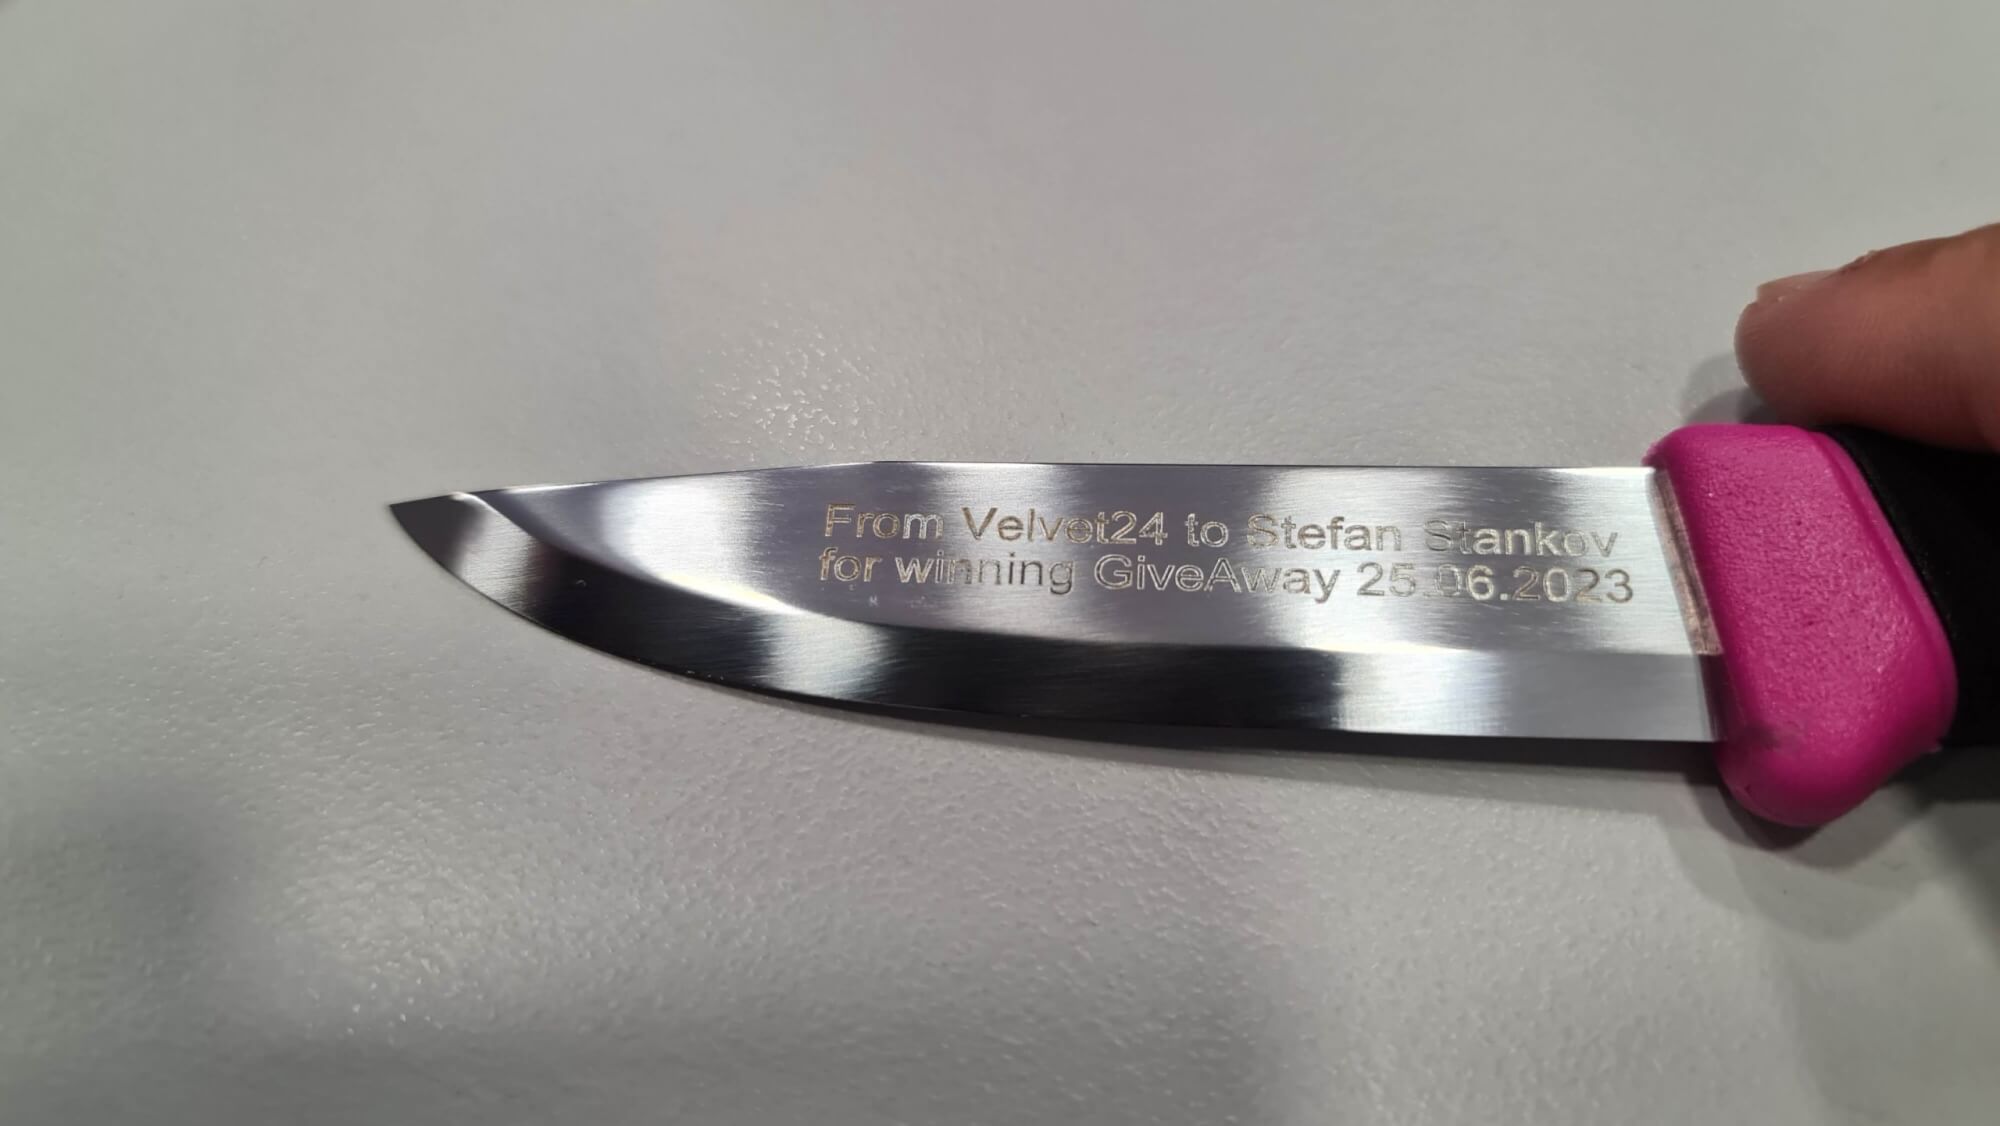 From Velvet24 to Stefan Stankov
for winning GiveAway 25.06.2023